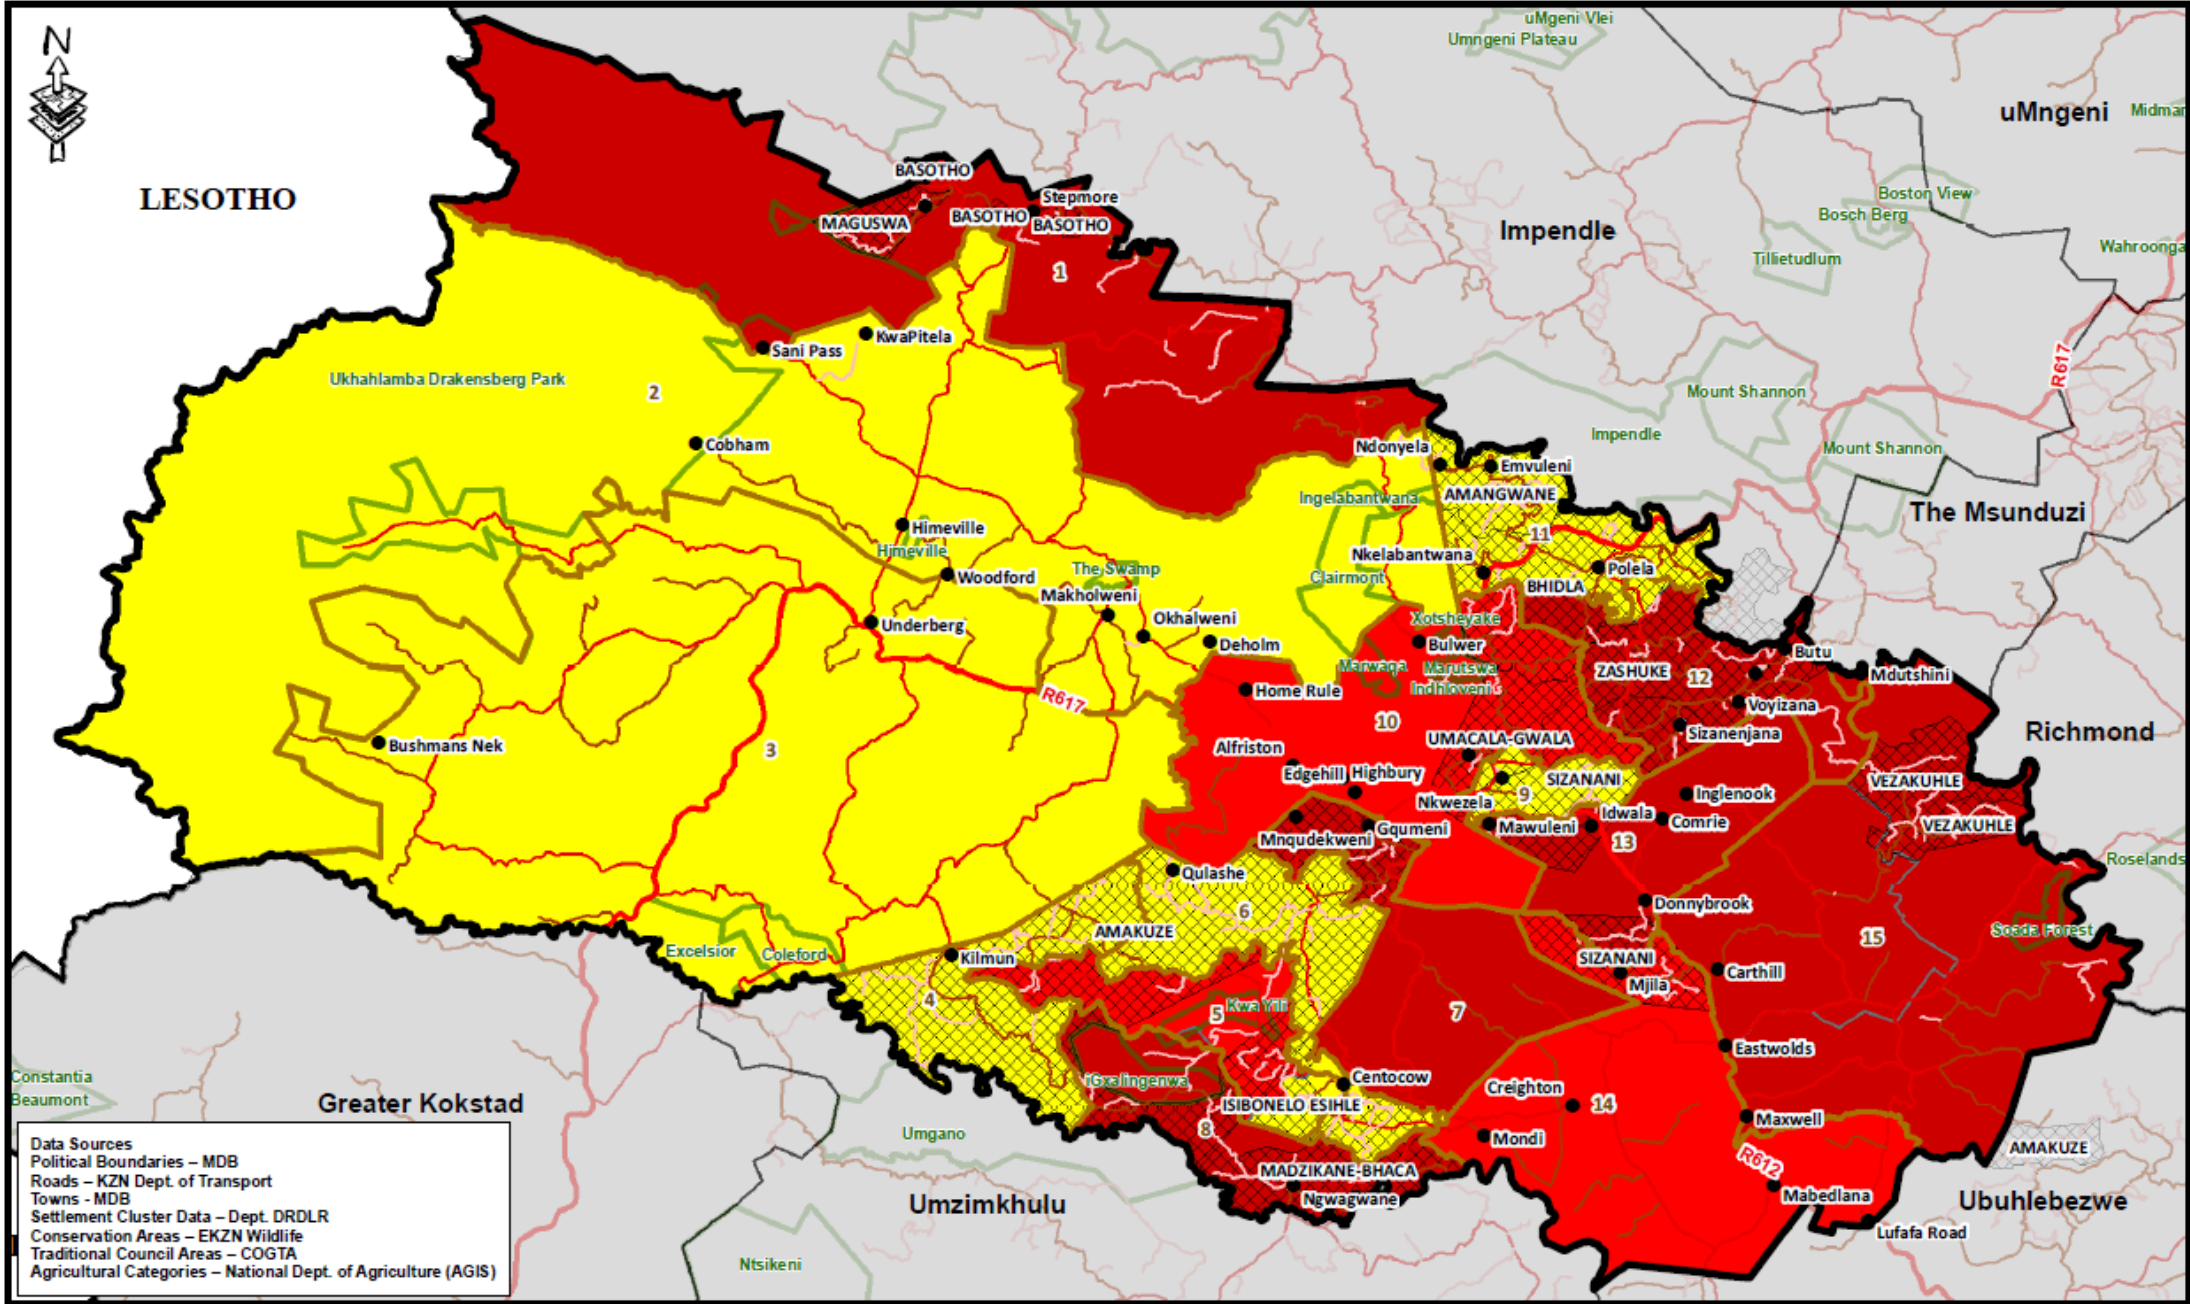 N
uMgeni Vlei
Umngeni Plateau
uMngeni
Midmar
LESOTHO
BASOTHO
Stepmore
Boston View
MAGUSWA
BASOTHO
BASOTHO
Bosch Berg
Impendle
Wahroonga
Tillietudlum
1
Sani Pass
KwaPitela
R617
Ukhahlamba Drakensberg Park
2
Mount Shannon
Cobham
Ndonyela
Impendle
Mount Shannon
Emvuleni
Ingelabantwana
AMANGWANE
The Msunduzi
Himeville
11
Himeville
Nkelabantwana
The Swamp
Polela
Woodford
Clairmont
BHIDLA
Makholweni
Okhalweni
Xotsheyake
Underberg
Deholm
Bulwer
Butu
Marwaqa
Marutswa
ZASHUKE
12
Mdutshini
Home Rule
Indhloveni
R617
Voyizana
10
Sizanenjana
Richmond
Bushmans Nek
3
Alfriston
UMACALA-GWALA
Edgehill
Highbury
SIZANANI
VEZAKUHLE
Nkwezela
9
Inglenook
Idwala
Comrie
Mnqudekweni
Gqumeni
Mawuleni
VEZAKUHLE
13
Roselands
Qulashe
6
Donnybrook
AMAKUZE
Soada Forest
15
Excelsior
Coleford
Kilmun
SIZANANI
Carthill
Mjila
4
5
Kwa Yili
7
Eastwolds
Constantia
Beaumont
iGxalingenwa
Centocow
Creighton
Greater Kokstad
ISIBONELO ESIHLE
14
Maxwell
8
Umgano
Mondi
AMAKUZE
R612
MADZIKANE-BHACA
Ngwagwane
Mabedlana
Umzimkhulu
Ubuhlebezwe
Lufafa Road
Ntsikeni
Data Sources
Political Boundaries – MDB
Roads – KZN Dept. of Transport
Towns - MDB
Settlement Cluster Data – Dept. DRDLR
Conservation Areas – EKZN Wildlife
Traditional Council Areas – COGTA
Agricultural Categories – National Dept. of Agriculture (AGIS)